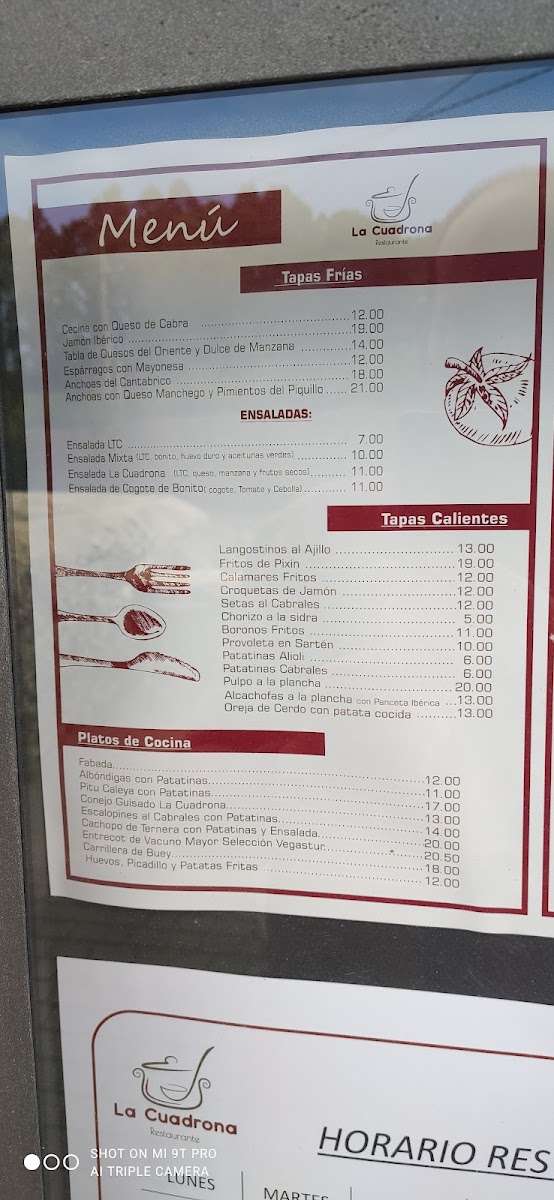 Menú
La Cuadrona
Restaurante
Tapas Frías
Cecina con Queso de Cabra 12.00
Jamón Ibérico 19.00
Tabla de Quesos del Oriente y Dulce de Manzana 14.00
Espárragos con Mayonesa 12.00
Anchoas del Cantabrico 18.00
Anchoas con Queso Manchego y Pimientos del Piquillo 21.00
ENSALADAS:
Ensalada LTC 7.00
Ensalada Mixta (LTC, bonito, huevo duro y aceitunas verdes) 10.00
Ensalada La Cuadrona (LTC, queso, manzana y frutos secos) 11.00
Ensalada de Cogote de Bonito( cogote, Tomate y Cebolla) 11.00
Tapas Calientes
Langostinos al Ajillo 13.00
Fritos de Pixin 19.00
Calamares Fritos 12.00
Croquetas de Jamón 12.00
Setas al Cabrales 12.00
Chorizo a la sidra 5.00
Boronos Fritos 11.00
Provoleta en Sartén 10.00
Patatinas Alioli 6.00
Patatinas Cabrales 6.00
Pulpo a la plancha 20.00
Alcachofas a la plancha con Panceta Ibérica 13.00
Oreja de Cerdo con patata cocida 13.00
Platos de Cocina
Fabada 12.00
Albóndigas con Patatinas 11.00
Pitu Caleya con Patatinas 17.00
Conejo Guisado La Cuadrona 13.00
Escalopines al Cabrales con Patatinas 14.00
Cachopo de Ternera con Patatinas y Ensalada 20.00
Entrecot de Vacuno Mayor Selección Vegastur 20.50
Carrillera de Buey 18.00
Huevos, Picadillo y Patatas Fritas 12.00
La Cuadrona
Restaurante
HORARIO RES
LUNES MARTES
SHOT ON MI 9T PRO
AI TRIPLE CAMERA